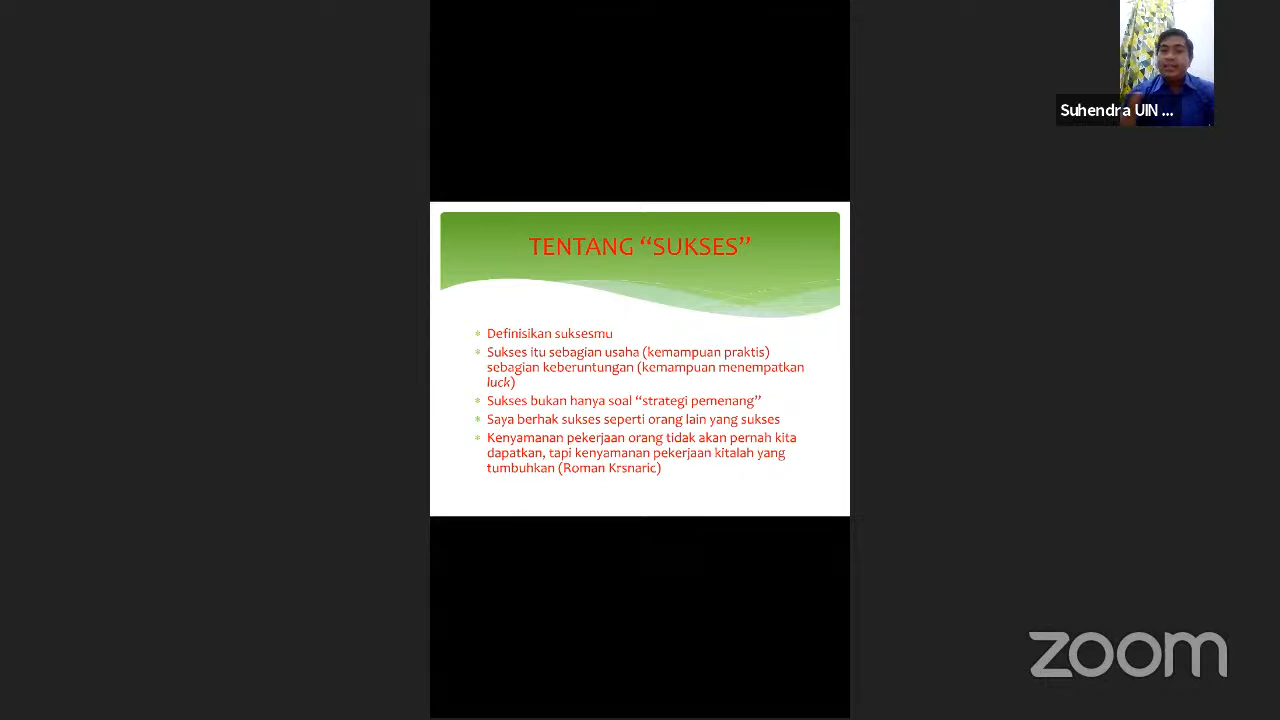 Suhendra UIN ...
TENTANG “SUKSES”
* Definisikan suksesmu
* Sukses itu sebagian usaha (kemampuan praktis)
sebagian keberuntungan (kemampuan menempatkan
luck)
* Sukses bukan hanya soal “strategi pemenang”
* Saya berhak sukses seperti orang lain yang sukses
* Kenyamanan pekerjaan orang tidak akan pernah kita
dapatkan, tapi kenyamanan pekerjaan kitalah yang
tumbuhkan (Roman Krsnaric)
zoom